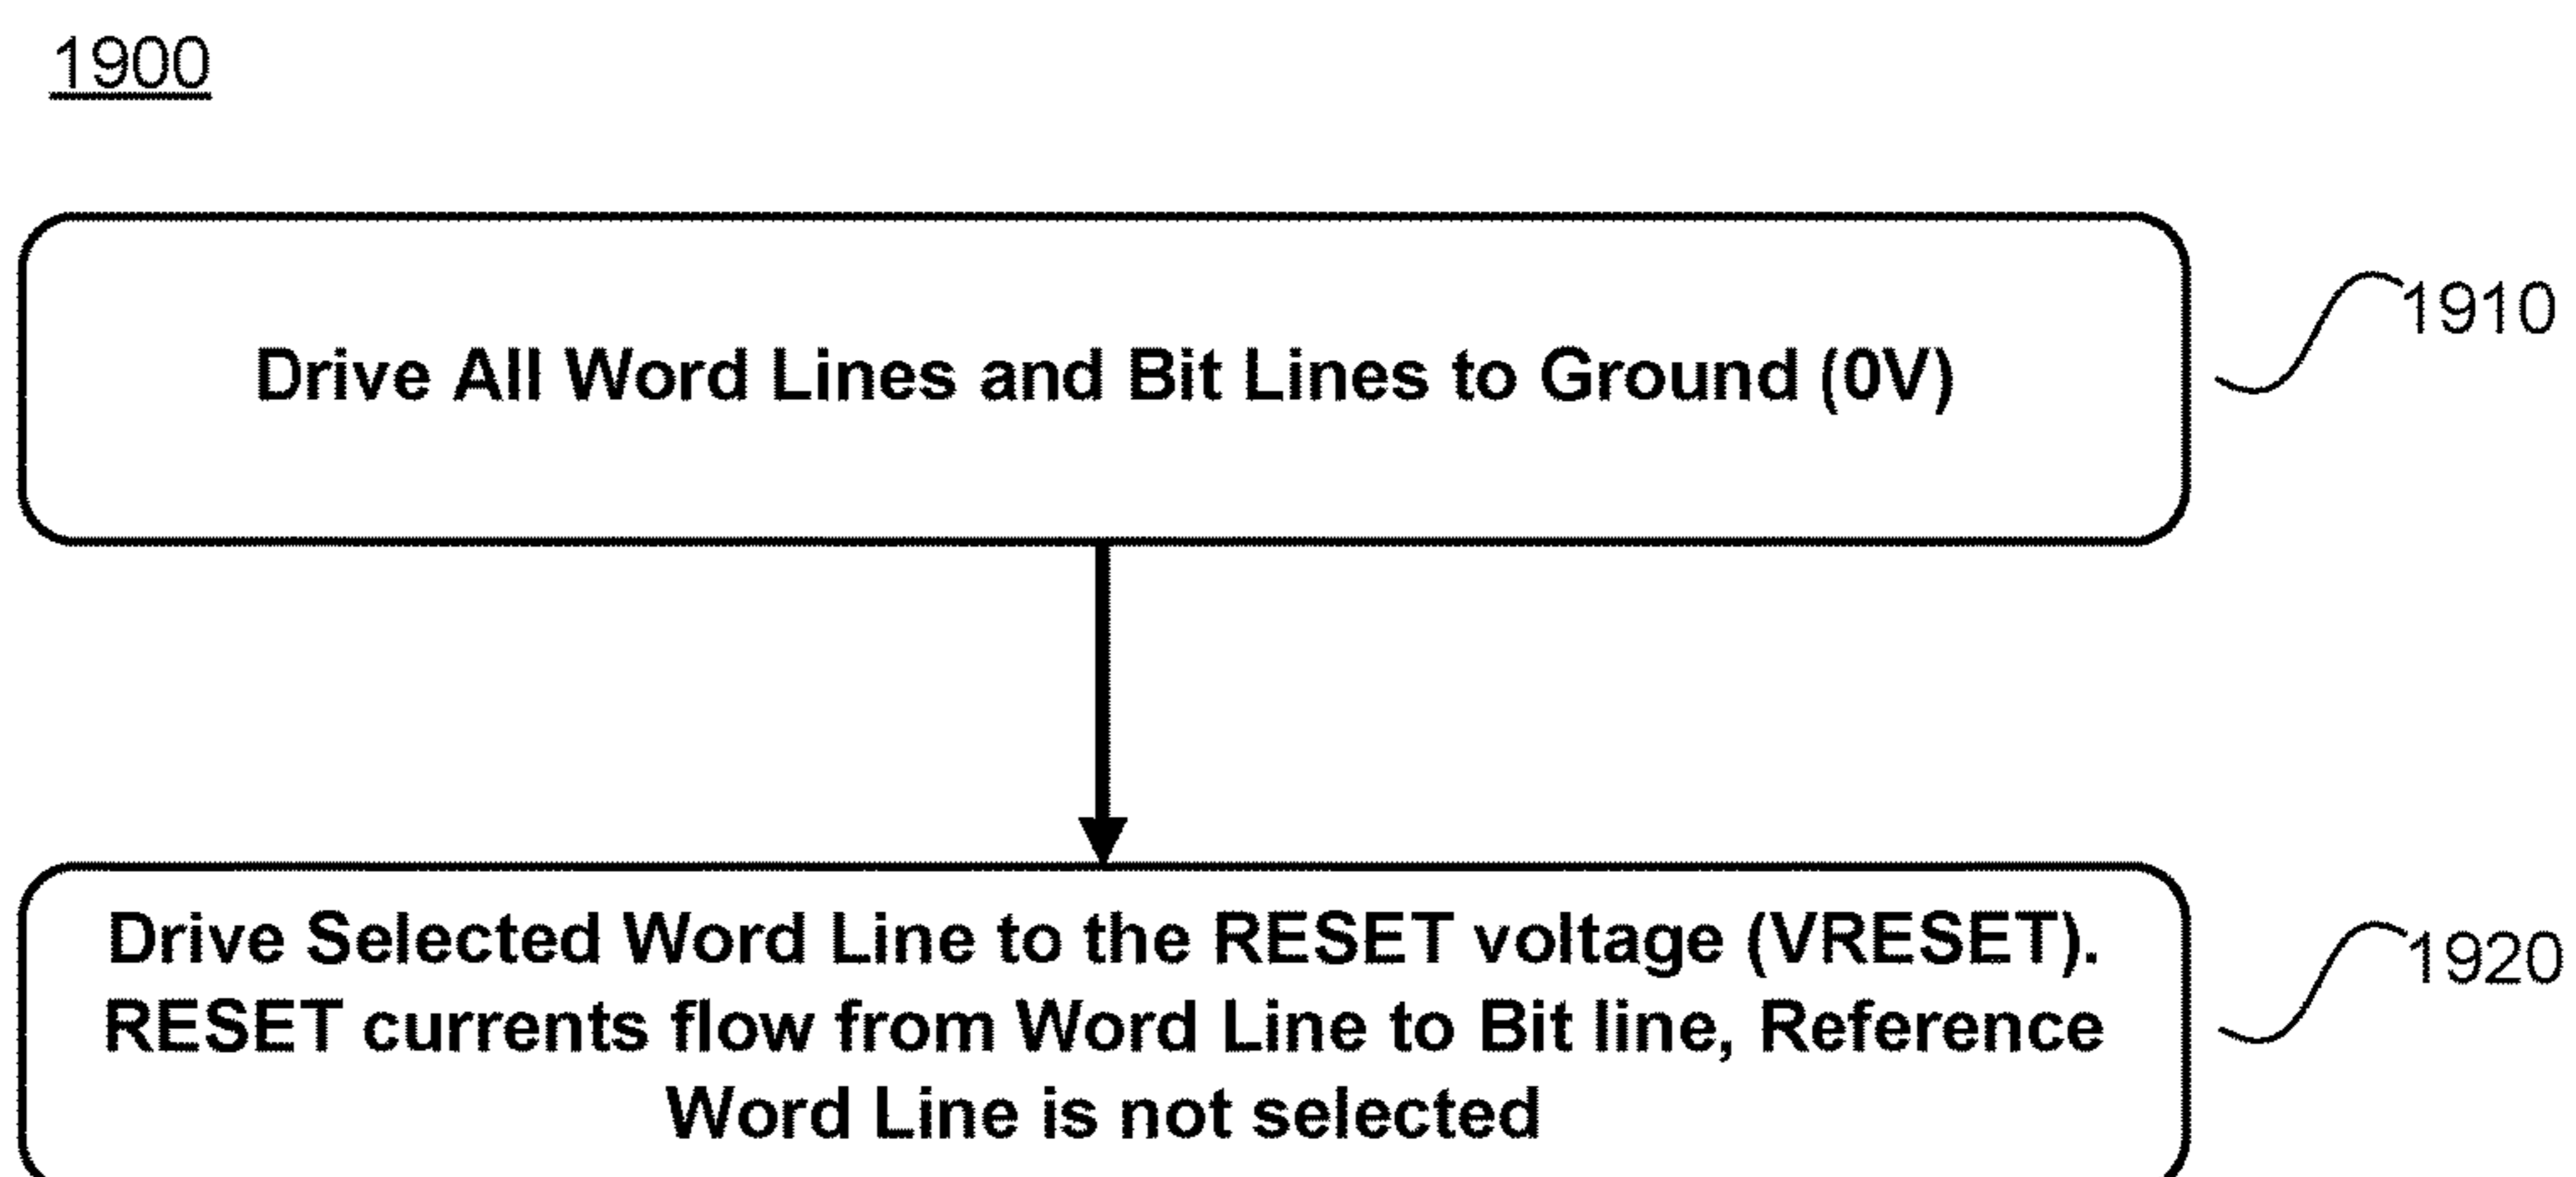 1900
Drive All Word Lines and Bit Lines to Ground (0V)
1910
Drive Selected Word Line to the RESET voltage (VRESET).
RESET currents flow from Word Line to Bit line, Reference
Word Line is not selected
1920